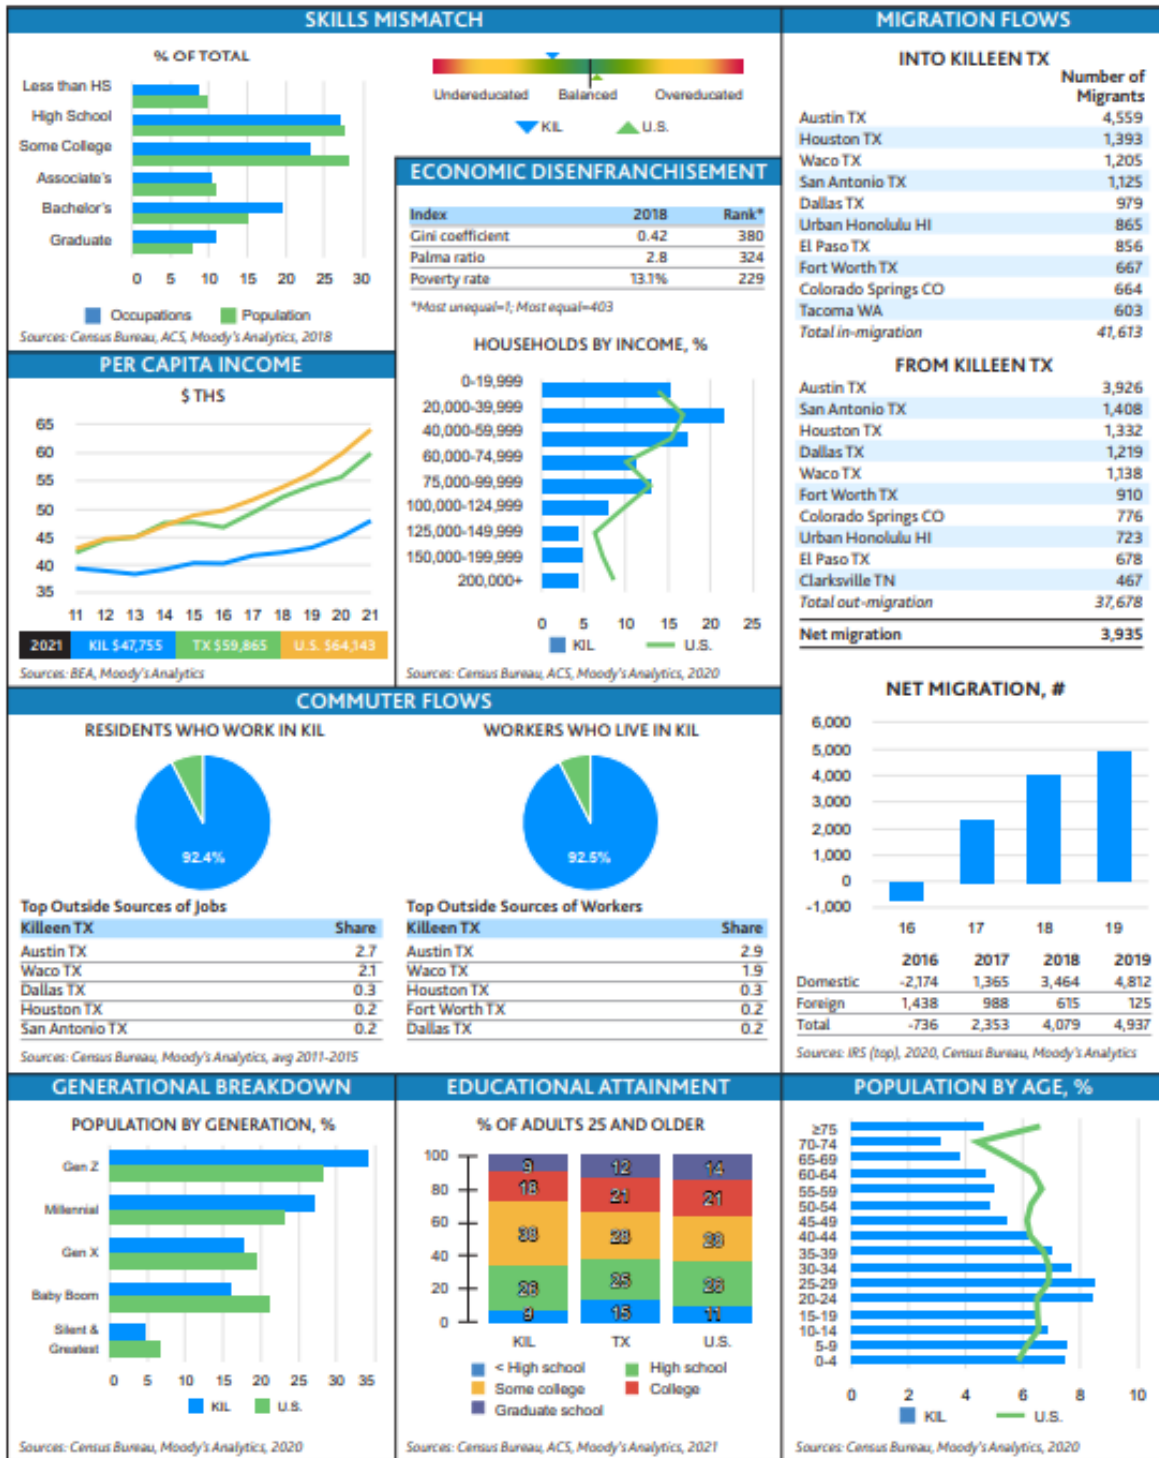 SKILLS MISMATCH
% OF TOTAL
Less than HS
High School
Some College
Associate's
Bachelor's
Graduate
0 5 10 15 20 25 30
Occupations Population
Sources: Census Bureau, ACS, Moody's Analytics, 2018
Undereducated Balanced Overeducated
KIL U.S.
ECONOMIC DISENFRANCHISEMENT
Index 2018 Rank*
Gini coefficient 0.42 380
Palma ratio 2.8 324
Poverty rate 13.1% 229
*Most unequal=1; Most equal=403
HOUSEHOLDS BY INCOME, %
0-19,999
20,000-39,999
40,000-59,999
60,000-74,999
75,000-99,999
100,000-124,999
125,000-149,999
150,000-199,999
200,000+
0 5 10 15 20 25
KIL U.S.
Sources: Census Bureau, ACS, Moody's Analytics, 2020
PER CAPITA INCOME
$ THS
65
60
55
50
45
40
35
11 12 13 14 15 16 17 18 19 20 21
2021 KIL $47,755 TX $59,865 U.S. $64,143
Sources: BEA, Moody's Analytics
MIGRATION FLOWS
INTO KILLEEN TX
Number of
Migrants
Austin TX 4,559
Houston TX 1,393
Waco TX 1,205
San Antonio TX 1,125
Dallas TX 979
Urban Honolulu HI 865
El Paso TX 856
Fort Worth TX 667
Colorado Springs CO 664
Tacoma WA 603
Total in-migration 41,613
FROM KILLEEN TX
Austin TX 3,926
San Antonio TX 1,408
Houston TX 1,332
Dallas TX 1,219
Waco TX 1,138
Fort Worth TX 910
Colorado Springs CO 776
Urban Honolulu HI 723
El Paso TX 678
Clarksville TN 467
Total out-migration 37,678
Net migration 3,935
NET MIGRATION, #
6,000
5,000
4,000
3,000
2,000
1,000
0
-1,000
16 17 18 19
2016 2017 2018 2019
Domestic -2,174 1,365 3,464 4,812
Foreign 1,438 988 615 125
Total -736 2,353 4,079 4,937
Sources: IRS (top), 2020, Census Bureau, Moody's Analytics
COMMUTER FLOWS
RESIDENTS WHO WORK IN KIL
92.4%
Top Outside Sources of Jobs
Killeen TX Share
Austin TX 2.7
Waco TX 2.1
Dallas TX 0.3
Houston TX 0.2
San Antonio TX 0.2
WORKERS WHO LIVE IN KIL
92.5%
Top Outside Sources of Workers
Killeen TX Share
Austin TX 2.9
Waco TX 1.9
Houston TX 0.3
Fort Worth TX 0.2
Dallas TX 0.2
Sources: Census Bureau, Moody's Analytics, avg 2011-2015
GENERATIONAL BREAKDOWN
POPULATION BY GENERATION, %
Gen Z
Millennial
Gen X
Baby Boom
Silent &
Greatest
0 5 10 15 20 25 30 35
KIL U.S.
Sources: Census Bureau, Moody's Analytics, 2020
EDUCATIONAL ATTAINMENT
% OF ADULTS 25 AND OLDER
100
80
60
40
20
0
9 12 14
18 21 21
38 28 28
26 25 26
9 15 11
KIL TX U.S.
< High school High school
Some college College
Graduate school
Sources: Census Bureau, ACS, Moody's Analytics, 2021
POPULATION BY AGE, %
≥75
70-74
65-69
60-64
55-59
50-54
45-49
40-44
35-39
30-34
25-29
20-24
15-19
10-14
5-9
0-4
0 2 4 6 8 10
KIL U.S.
Sources: Census Bureau, Moody's Analytics, 2020